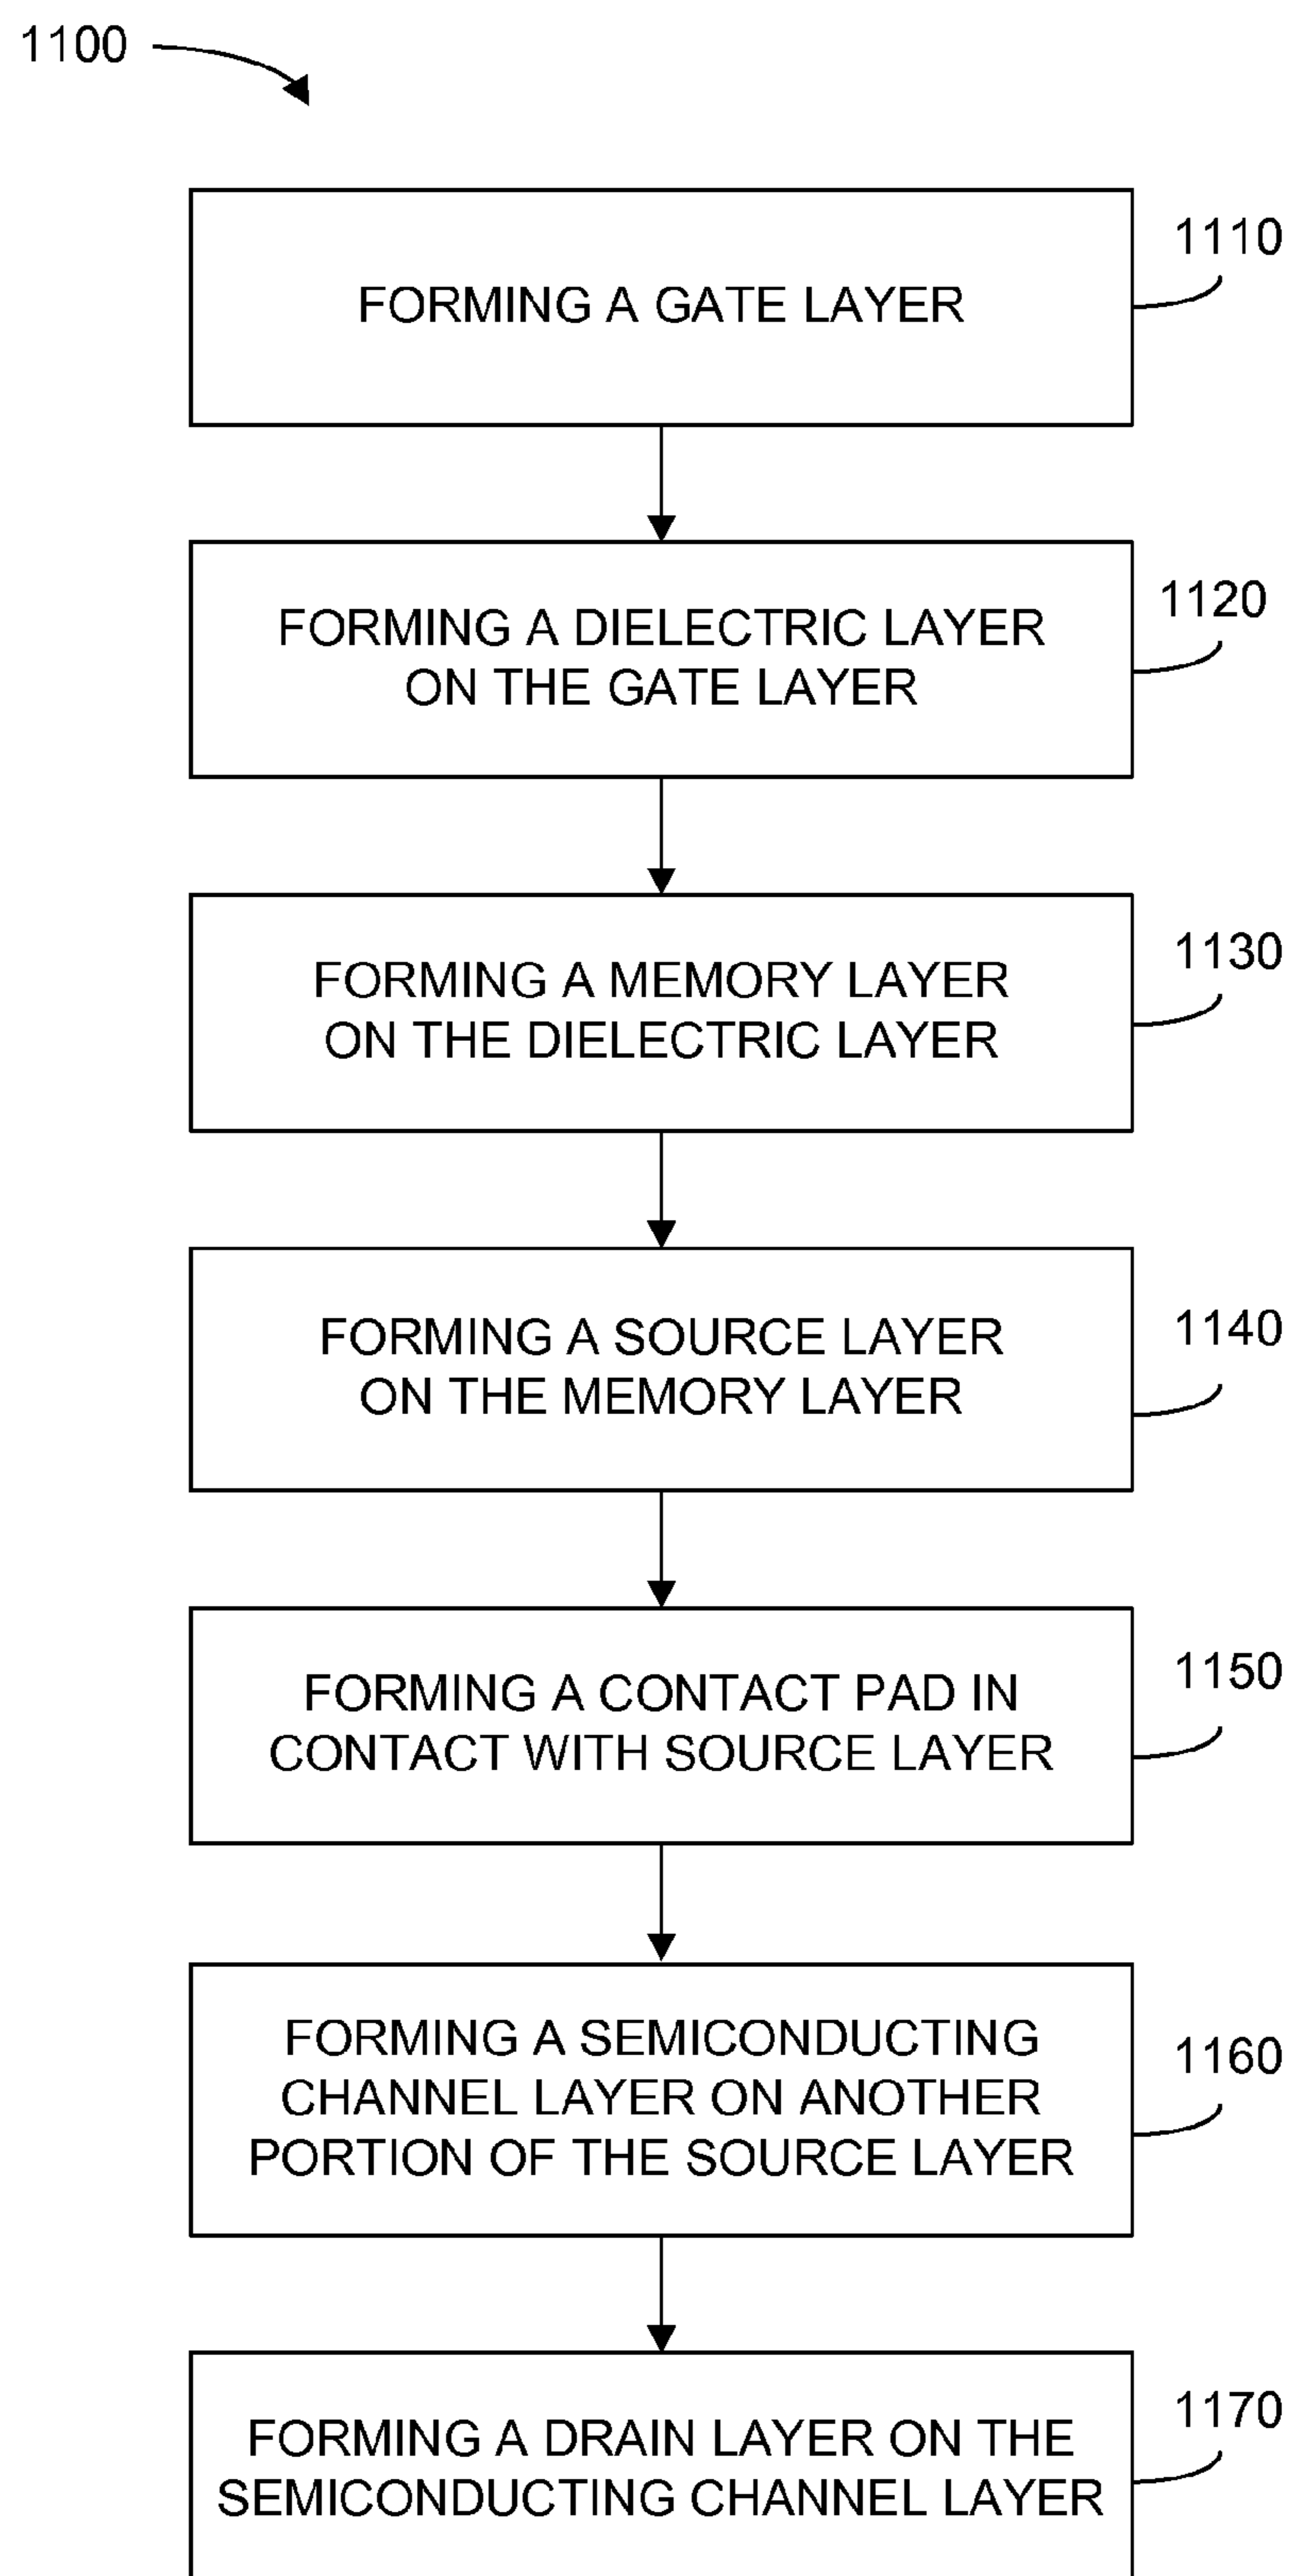 1100
1110
FORMING A GATE LAYER
1120
FORMING A DIELECTRIC LAYER
ON THE GATE LAYER
1130
FORMING A MEMORY LAYER
ON THE DIELECTRIC LAYER
1140
FORMING A SOURCE LAYER
ON THE MEMORY LAYER
1150
FORMING A CONTACT PAD IN
CONTACT WITH SOURCE LAYER
1160
FORMING A SEMICONDUCTING
CHANNEL LAYER ON ANOTHER
PORTION OF THE SOURCE LAYER
1170
FORMING A DRAIN LAYER ON THE
SEMICONDUCTING CHANNEL LAYER